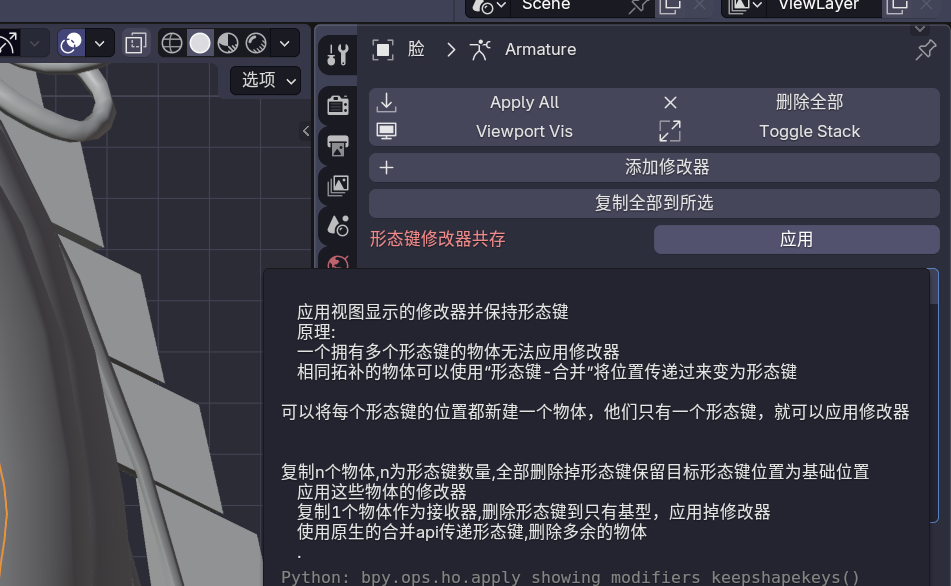 Scene
ViewLayer
选项
脸
Armature
Apply All
删除全部
Viewport Vis
Toggle Stack
添加修改器
复制全部到所选
形态键修改器共存
应用
应用视图显示的修改器并保持形态键
原理:
一个拥有多个形态键的物体无法应用修改器
相同拓补的物体可以使用“形态键-合并”将位置传递过来变为形态键
可以将每个形态键的位置都新建一个物体，他们只有一个形态键，就可以应用修改器
复制n个物体,n为形态键数量,全部删除掉形态键保留目标形态键位置为基础位置
应用这些物体的修改器
复制1个物体作为接收器,删除形态键到只有基型，应用掉修改器
使用原生的合并api传递形态键,删除多余的物体
.
Python: bpy.ops.ho.apply_showing_modifiers_keepshapekeys()